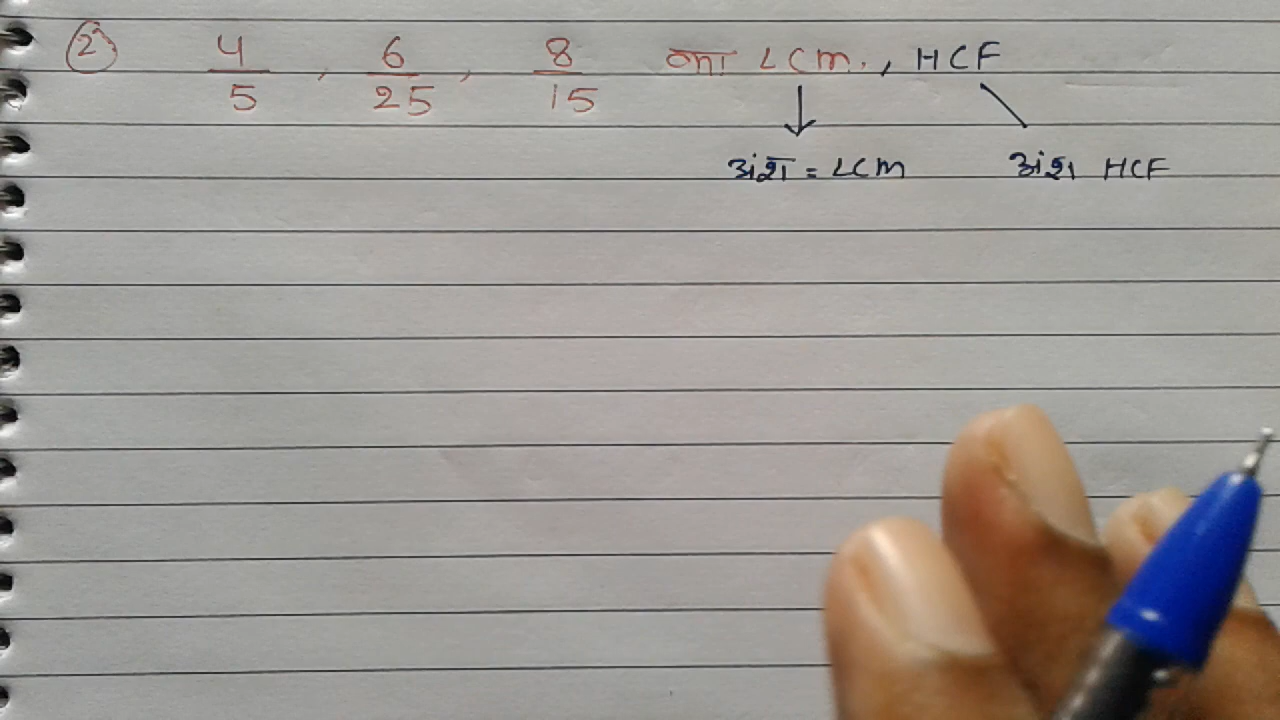 ② 4/5 , 6/25 , 8/15 का LCM. , HCF
अंश = LCM अंश HCF